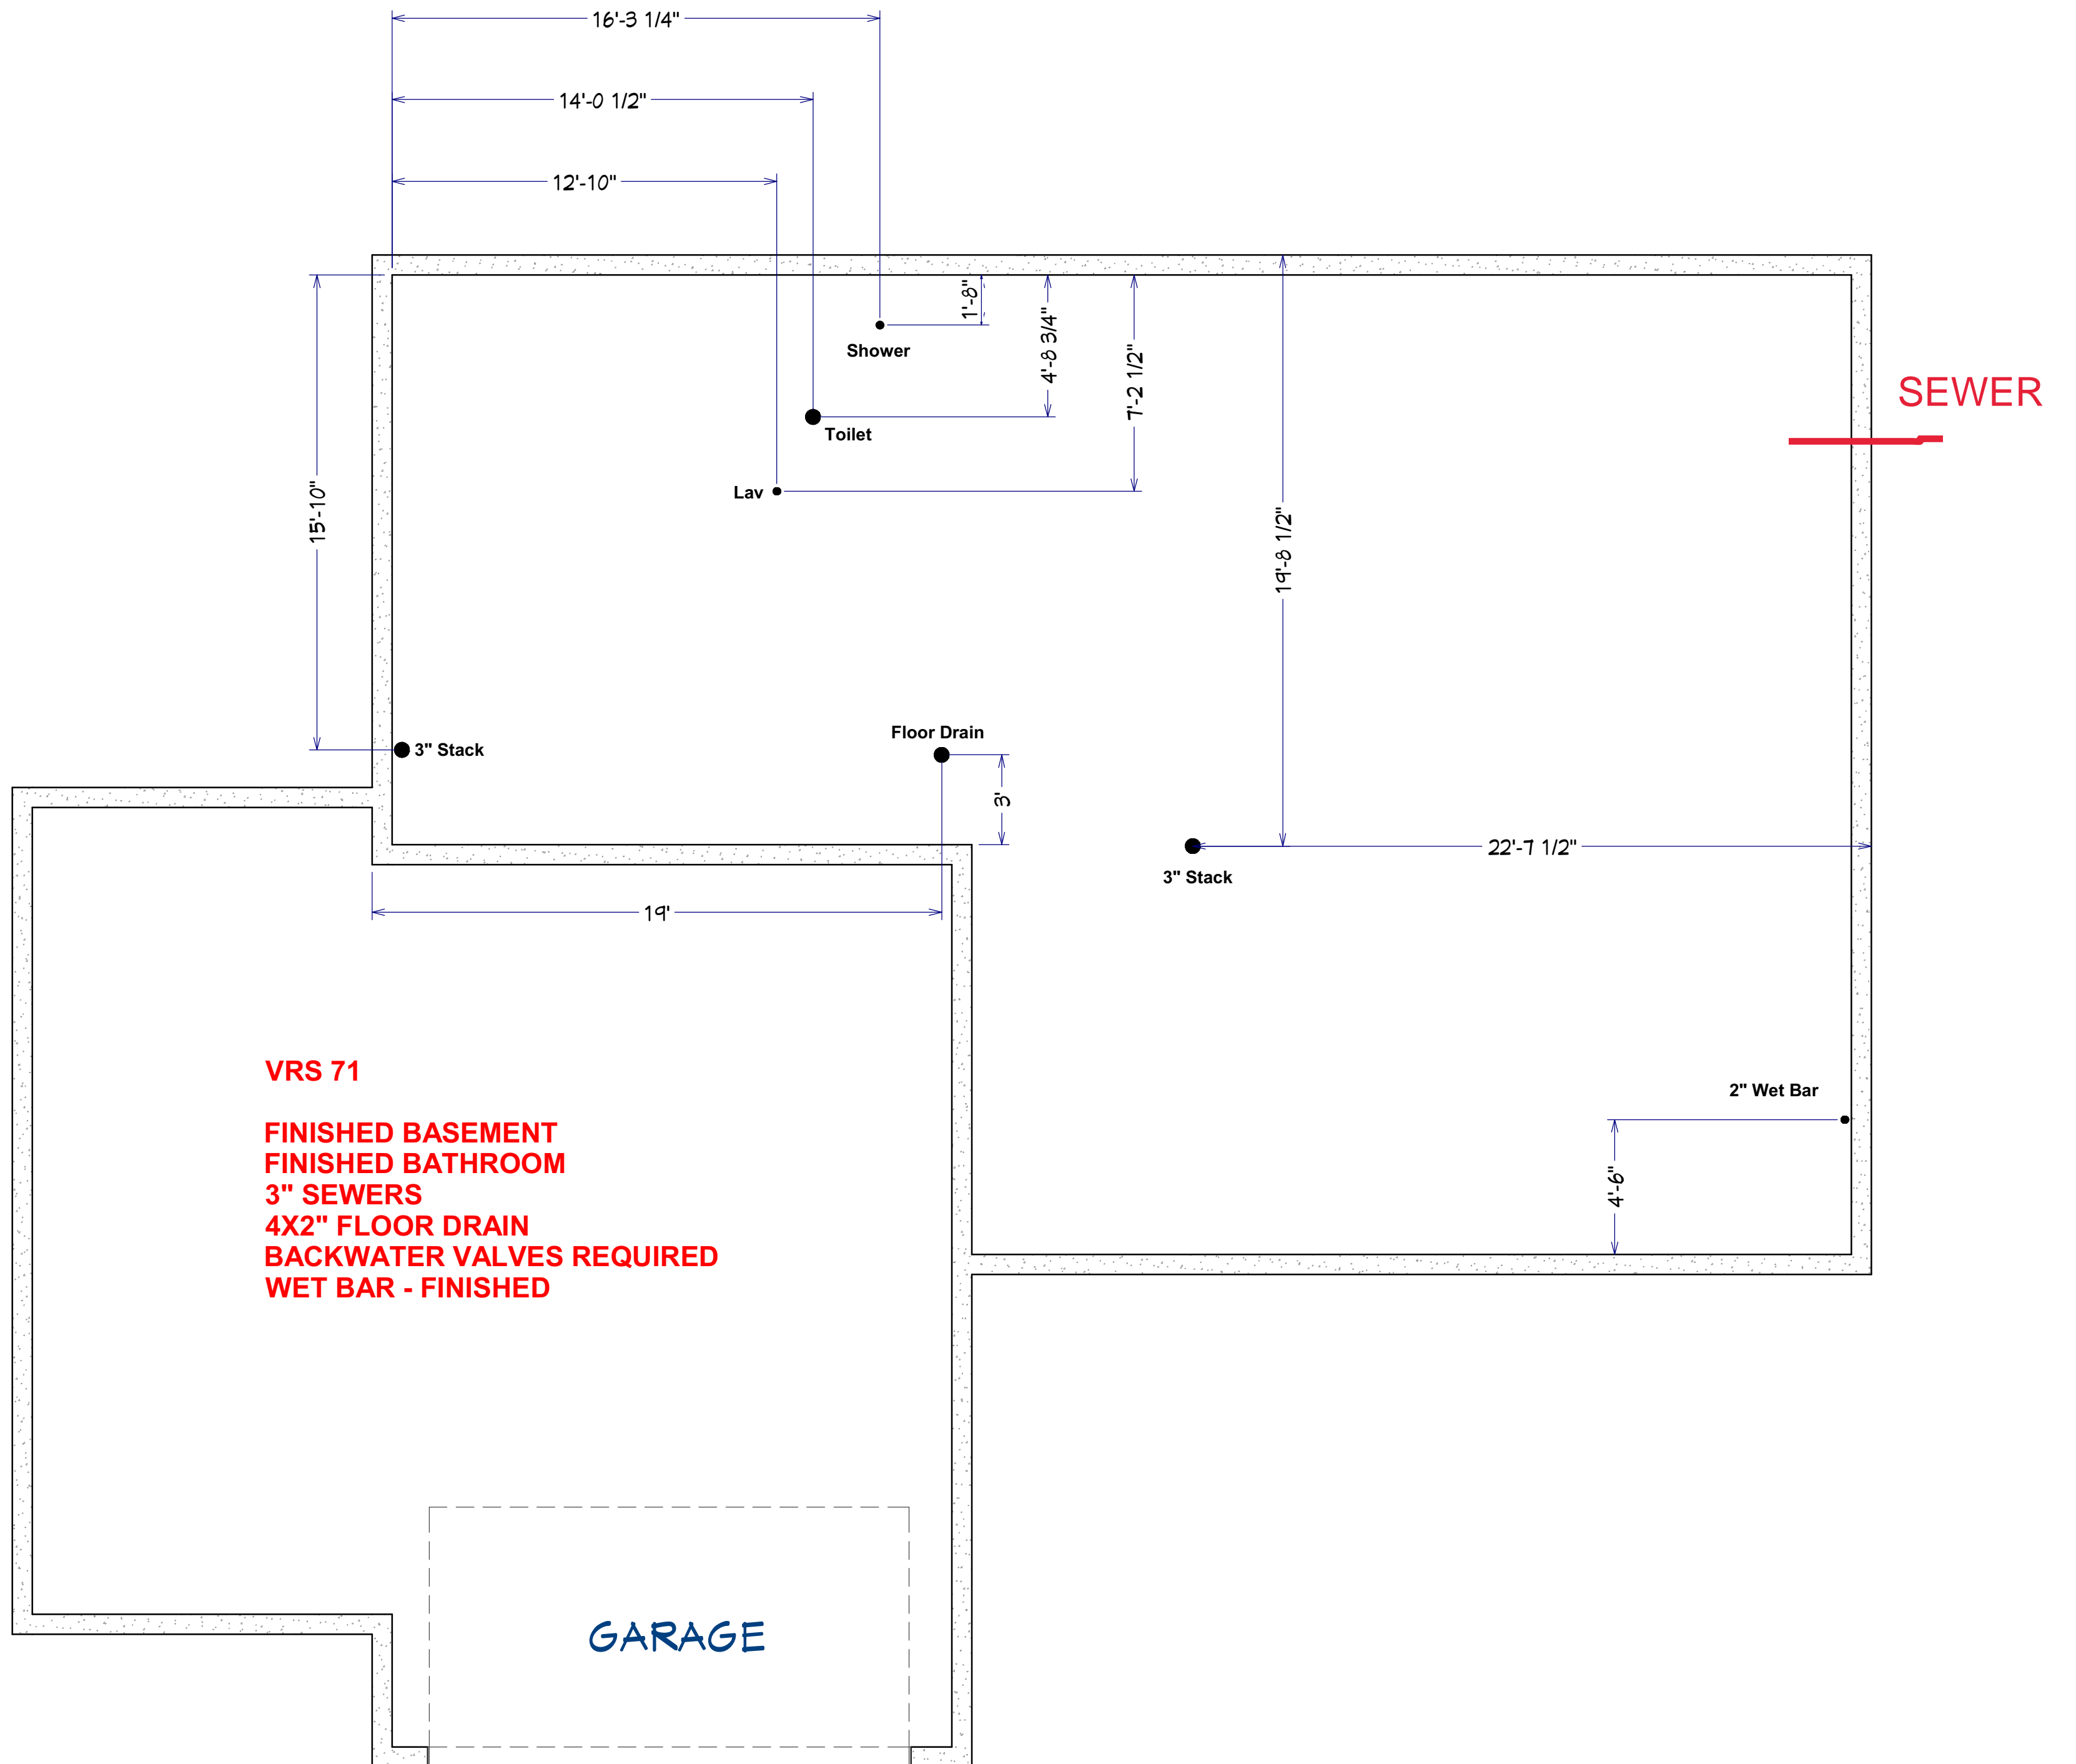 16'-3 1/4"
14'-0 1/2"
12'-10"
1'-8"
Shower
4'-8 3/4"
7'-2 1/2"
SEWER
Toilet
Lav
15'-10"
19'-8 1/2"
Floor Drain
3" Stack
3'
22'-7 1/2"
3" Stack
19'
VRS 71
2" Wet Bar
FINISHED BASEMENT
FINISHED BATHROOM
3" SEWERS
4'-6"
4X2" FLOOR DRAIN
BACKWATER VALVES REQUIRED
WET BAR - FINISHED
GARAGE